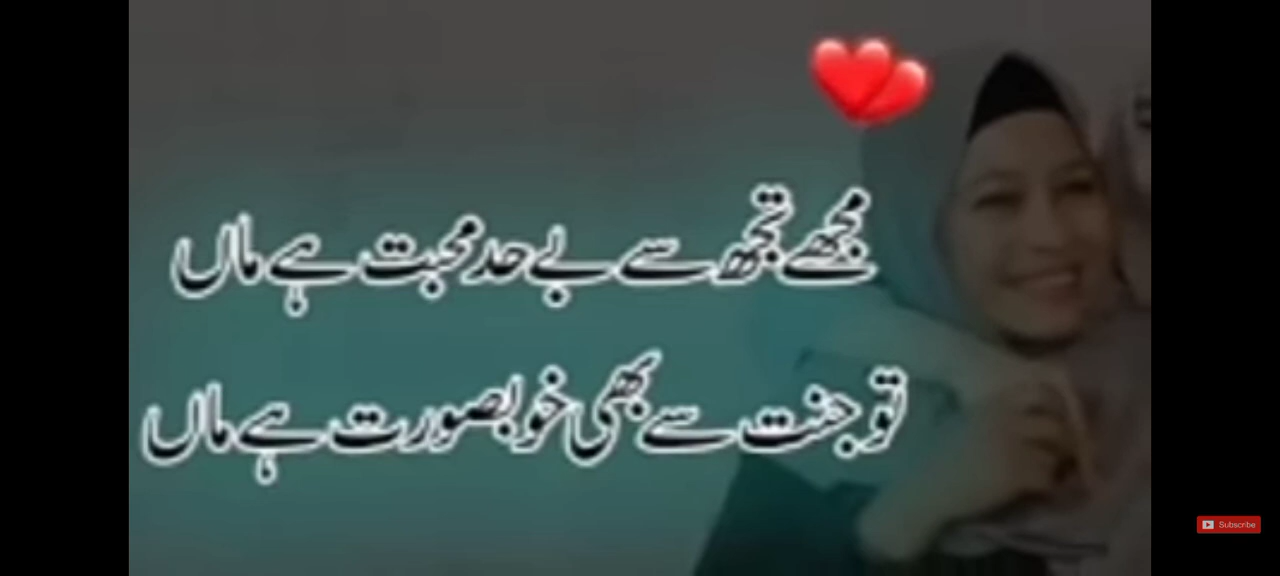 مجھے تجھ سے بے حد محبت ہے ماں
تو جنت سے بھی خوبصورت ہے ماں
Subscribe